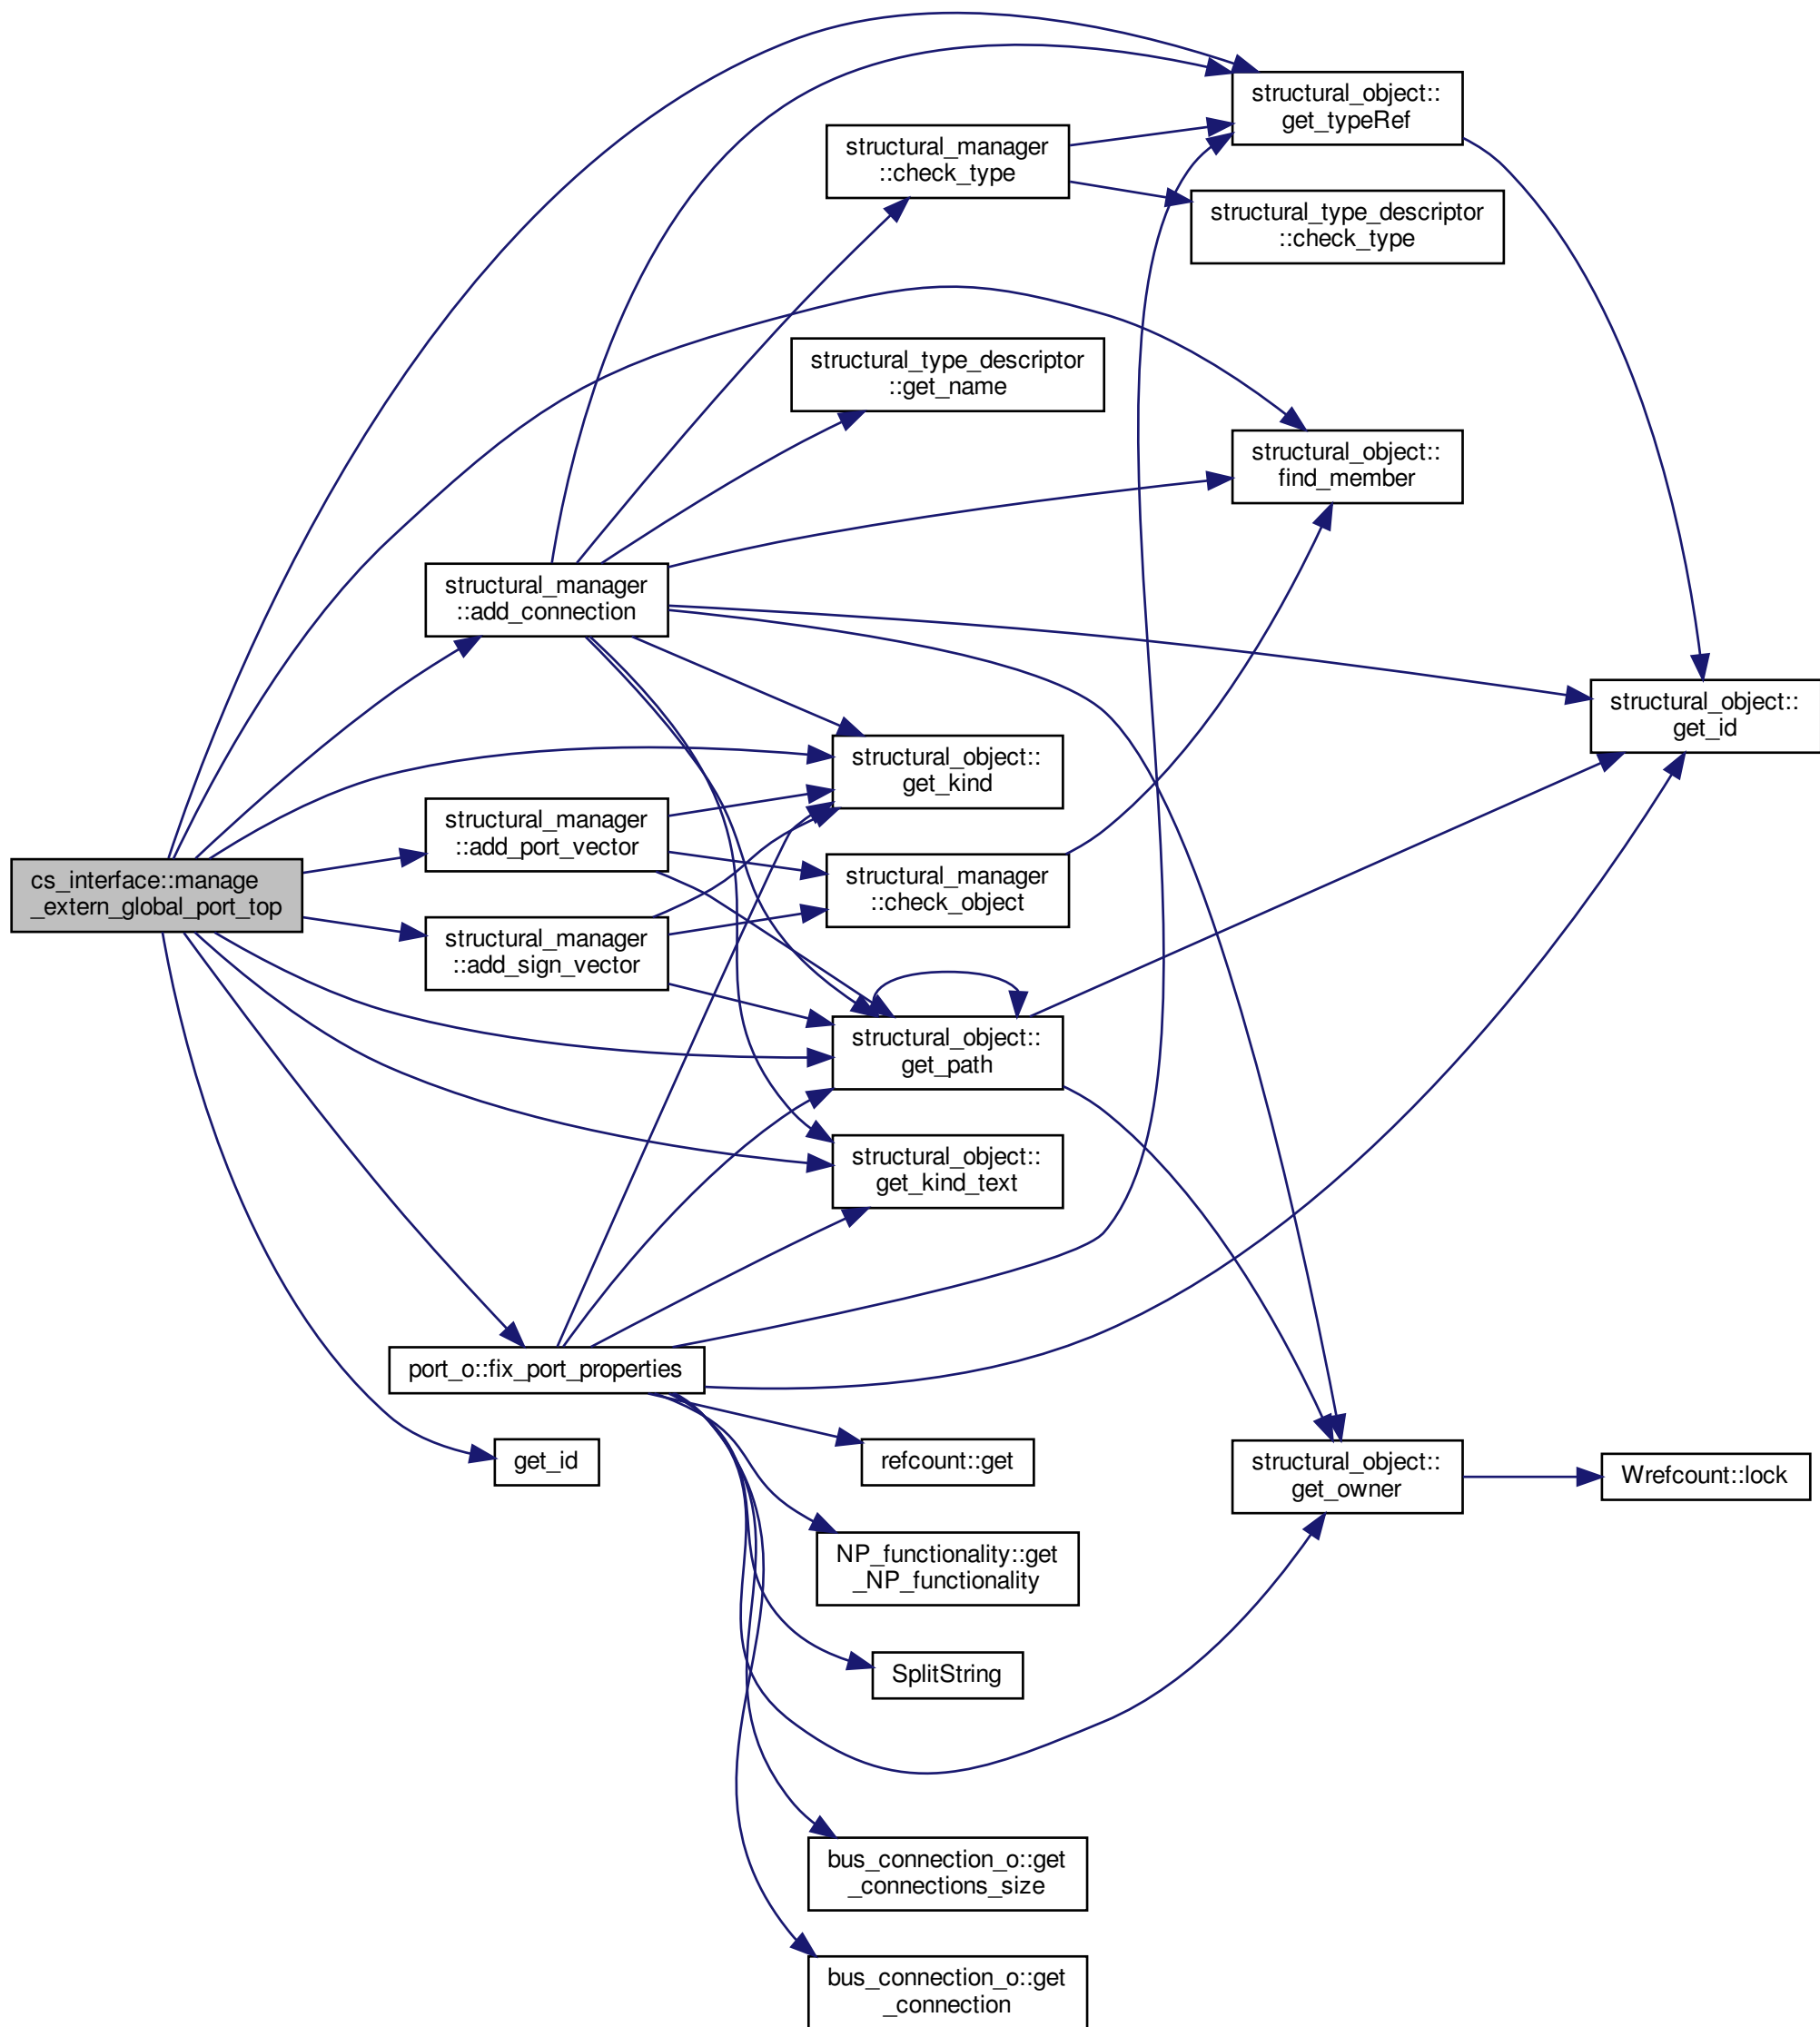 structural_object::
get_typeRef
structural_manager
::check_type
structural_type_descriptor
::check_type
structural_type_descriptor
::get_name
structural_object::
find_member
structural_manager
::add_connection
structural_object::
get_id
structural_object::
get_kind
structural_manager
::add_port_vector
cs_interface::manage
_extern_global_port_top
structural_manager
::check_object
structural_manager
::add_sign_vector
structural_object::
get_path
structural_object::
get_kind_text
port_o::fix_port_properties
get_id
refcount::get
structural_object::
get_owner
Wrefcount::lock
NP_functionality::get
_NP_functionality
SplitString
bus_connection_o::get
_connections_size
bus_connection_o::get
_connection